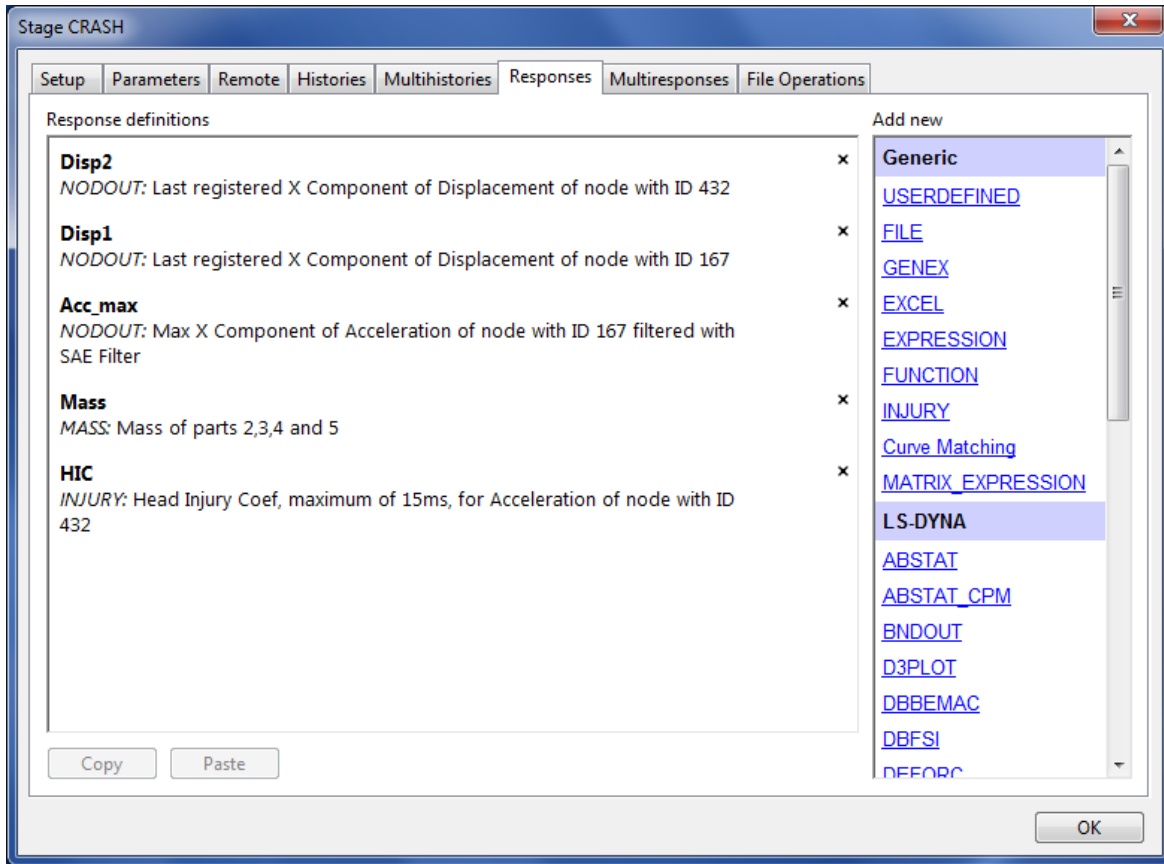 Stage CRASH
x
Setup Parameters Remote Histories Multihistories Responses Multiresponses File Operations
Response definitions
Disp2 ×
NODOUT: Last registered X Component of Displacement of node with ID 432
Disp1 ×
NODOUT: Last registered X Component of Displacement of node with ID 167
Acc_max ×
NODOUT: Max X Component of Acceleration of node with ID 167 filtered with
SAE Filter
Mass ×
MASS: Mass of parts 2,3,4 and 5
HIC ×
INJURY: Head Injury Coef, maximum of 15ms, for Acceleration of node with ID
432
Copy Paste
Add new
Generic
USERDEFINED
FILE
GENEX
EXCEL
EXPRESSION
FUNCTION
INJURY
Curve Matching
MATRIX_EXPRESSION
LS-DYNA
ABSTAT
ABSTAT_CPM
BNDOUT
D3PLOT
DBBEMAC
DBFSI
DEFORC
OK